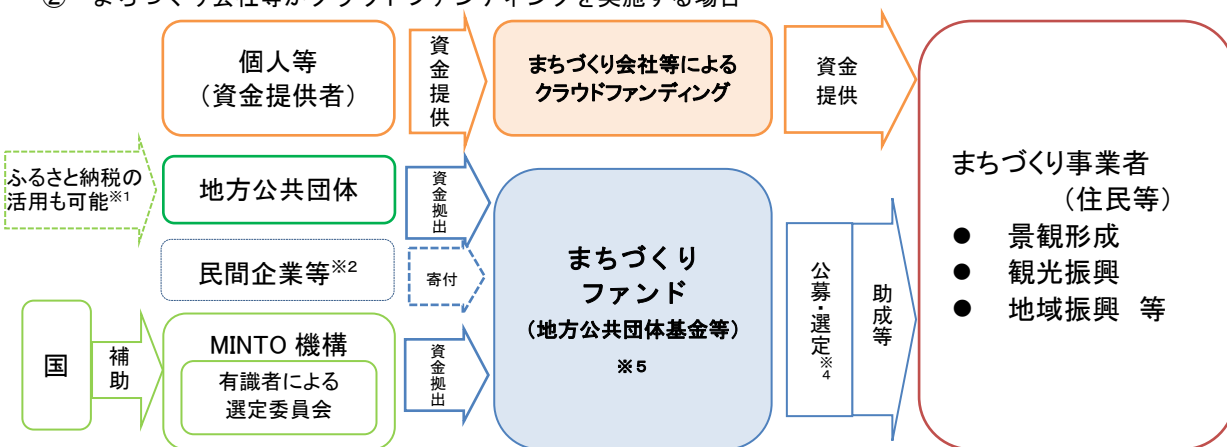 ② まちづくり会社等がクラウドファンディングを実施する場合
個人等
（資金提供者）
資金提供
まちづくり会社等による
クラウドファンディング
資金
提供
まちづくり事業者
（住民等）
● 景観形成
● 観光振興
● 地域振興 等
ふるさと納税の
活用も可能※1
地方公共団体
資金拠出
民間企業等※2
寄付
まちづくり
ファンド
（地方公共団体基金等）
※5
公募・選定※4
助成等
国
補助
MINTO 機構
有識者による
選定委員会
資金拠出